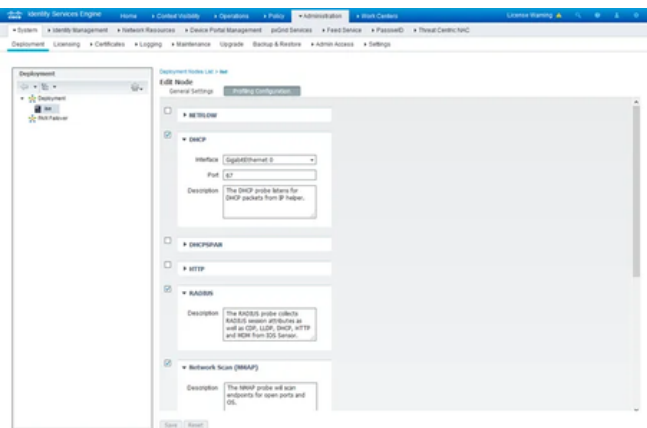 Identity Services Engine Home Context Visibility Operations Policy Administration Work Centers License Warning
System Identity Management Network Resources Device Portal Management pxGrid Services Feed Service PassiveID Threat Centric NAC
Deployment Licensing Certificates Logging Maintenance Upgrade Backup & Restore Admin Access Settings
Deployment
Deployment
PAN Failover
Deployment Nodes List >
Edit Node
General Settings Profiling Configuration
NETFLOW
DHCP
Interface GigabitEthernet 0
Port 67
Description The DHCP probe listens for
DHCP packets from IP helper.
DHCPSPAN
HTTP
RADIUS
Description The RADIUS probe collects
RADIUS session attributes as
well as CDP, LLDP, DHCP, HTTP
and MDM from IOS Sensor.
Network Scan (NMAP)
Description The NMAP probe will scan
endpoints for open ports and
OS.
Save Reset